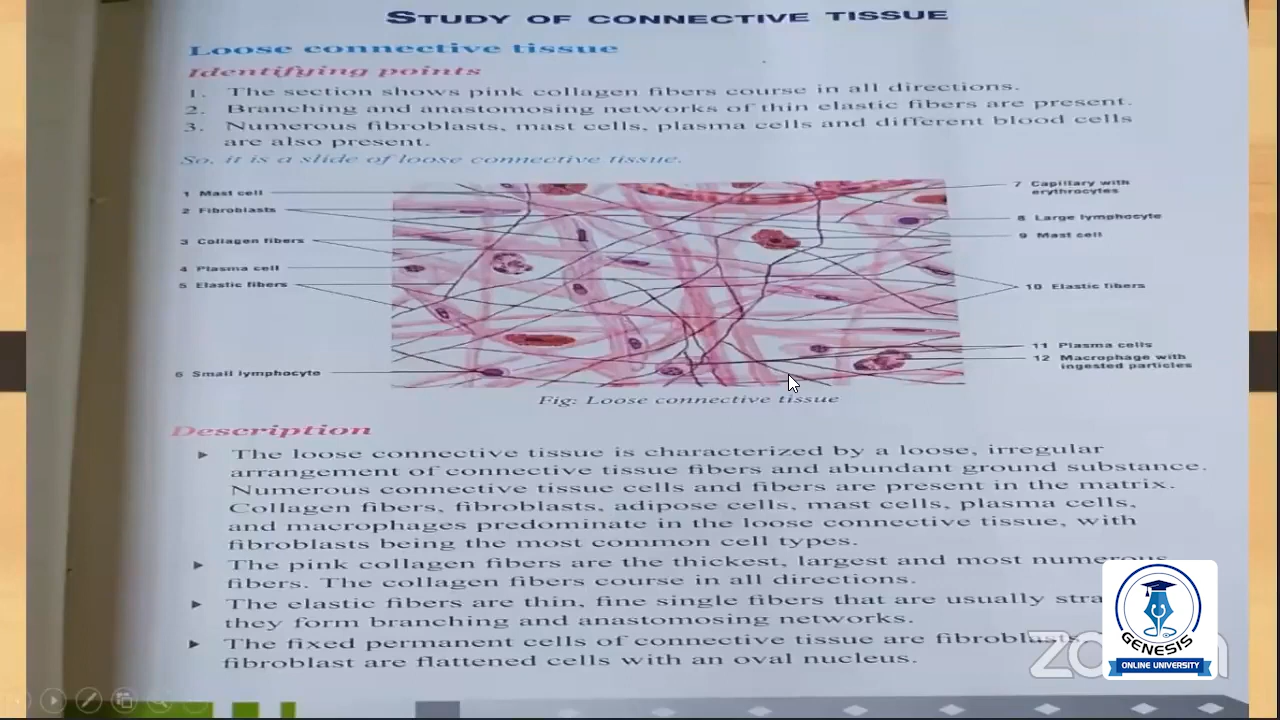 STUDY OF CONNECTIVE TISSUE
Loose connective tissue
Identifying points
1. The section shows pink collagen fibers course in all directions.
2. Branching and anastomosing networks of thin elastic fibers are present.
3. Numerous fibroblasts, mast cells, plasma cells and different blood cells
are also present.
So, it is a slide of loose connective tissue.
1 Mast cell
2 Fibroblasts
3 Collagen fibers
4 Plasma cell
5 Elastic fibers
6 Small lymphocyte
7 Capillary with
erythrocytes
8 Large lymphocyte
9 Mast cell
10 Elastic fibers
11 Plasma cells
12 Macrophage with
ingested particles
Fig: Loose connective tissue
Description
► The loose connective tissue is characterized by a loose, irregular
arrangement of connective tissue fibers and abundant ground substance.
Numerous connective tissue cells and fibers are present in the matrix.
Collagen fibers, fibroblasts, adipose cells, mast cells, plasma cells,
and macrophages predominate in the loose connective tissue, with
fibroblasts being the most common cell types.
► The pink collagen fibers are the thickest, largest and most numerous
fibers. The collagen fibers course in all directions.
► The elastic fibers are thin, fine single fibers that are usually
they form branching and anastomosing networks.
► The fixed permanent cells of connective tissue are fibroblasts
fibroblast are flattened cells with an oval nucleus.
zoom
GENESIS
ONLINE UNIVERSITY